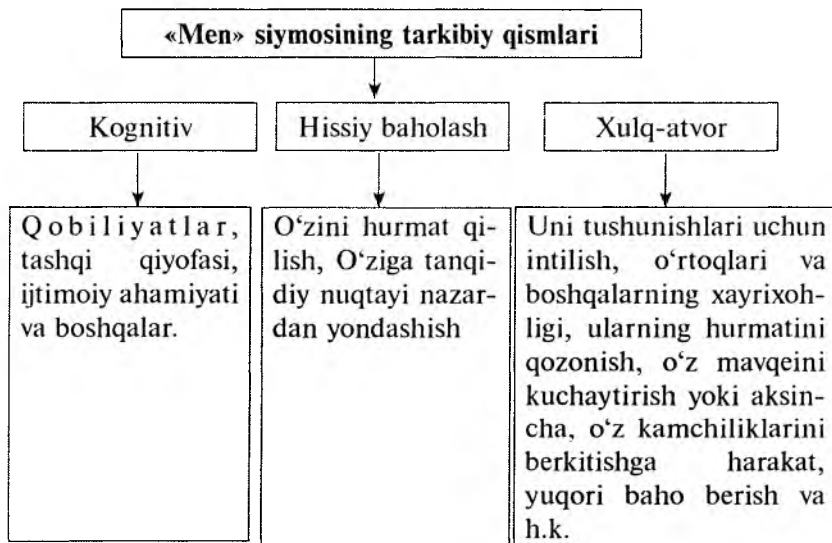 «Men» siymosining tarkibiy qismlari
Kognitiv
Hissiy baholash
Xulq-atvor
Qobiliyatlar,
tashqi qiyofasi,
ijtimoiy ahamiyati
va boshqalar.
O‘zini hurmat qi-
lish, O‘ziga tanqi-
diy nuqtayi nazar-
dan yondashish
Uni tushunishlari uchun
intilish, o‘rtoqlari va
boshqalarning xayrixoh-
ligi, ularning hurmatini
qozonish, o‘z mavqeini
kuchaytirish yoki aksin-
cha, o‘z kamchiliklarini
berkitishga harakat,
yuqori baho berish va
h.k.